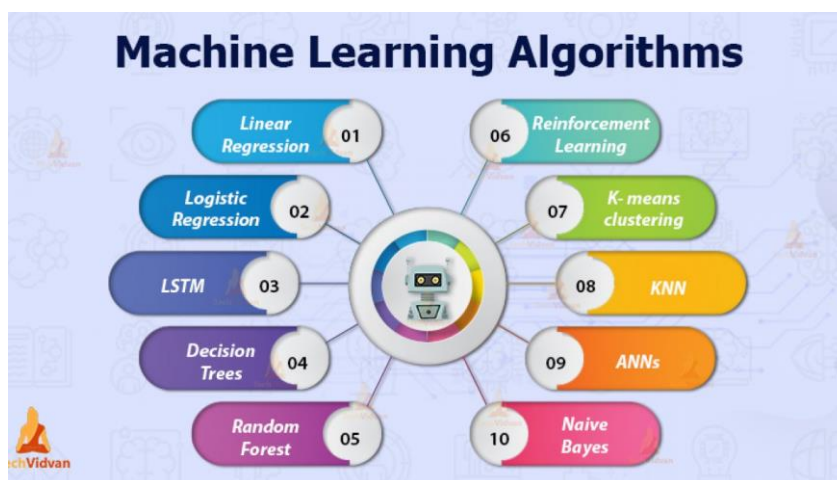 Machine Learning Algorithms
Linear
Regression
01
Logistic
Regression
02
LSTM
03
Decision
Trees
04
Random
Forest
05
06
Reinforcement
Learning
07
K- means
clustering
08
KNN
09
ANNs
10
Naive
Bayes
echVidvan